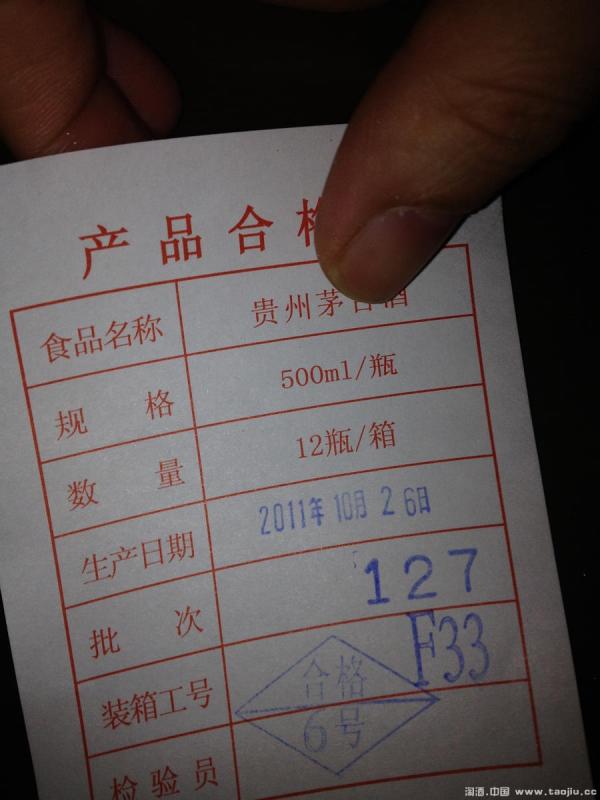 产品合格
食品名称 贵州茅台酒
规 格 500ml/瓶
数 量 12瓶/箱
生产日期 2011年10月26日
批 次 127
装箱工号 F33
检验员 合格
6号
淘酒.中国 www.taojiu.cc